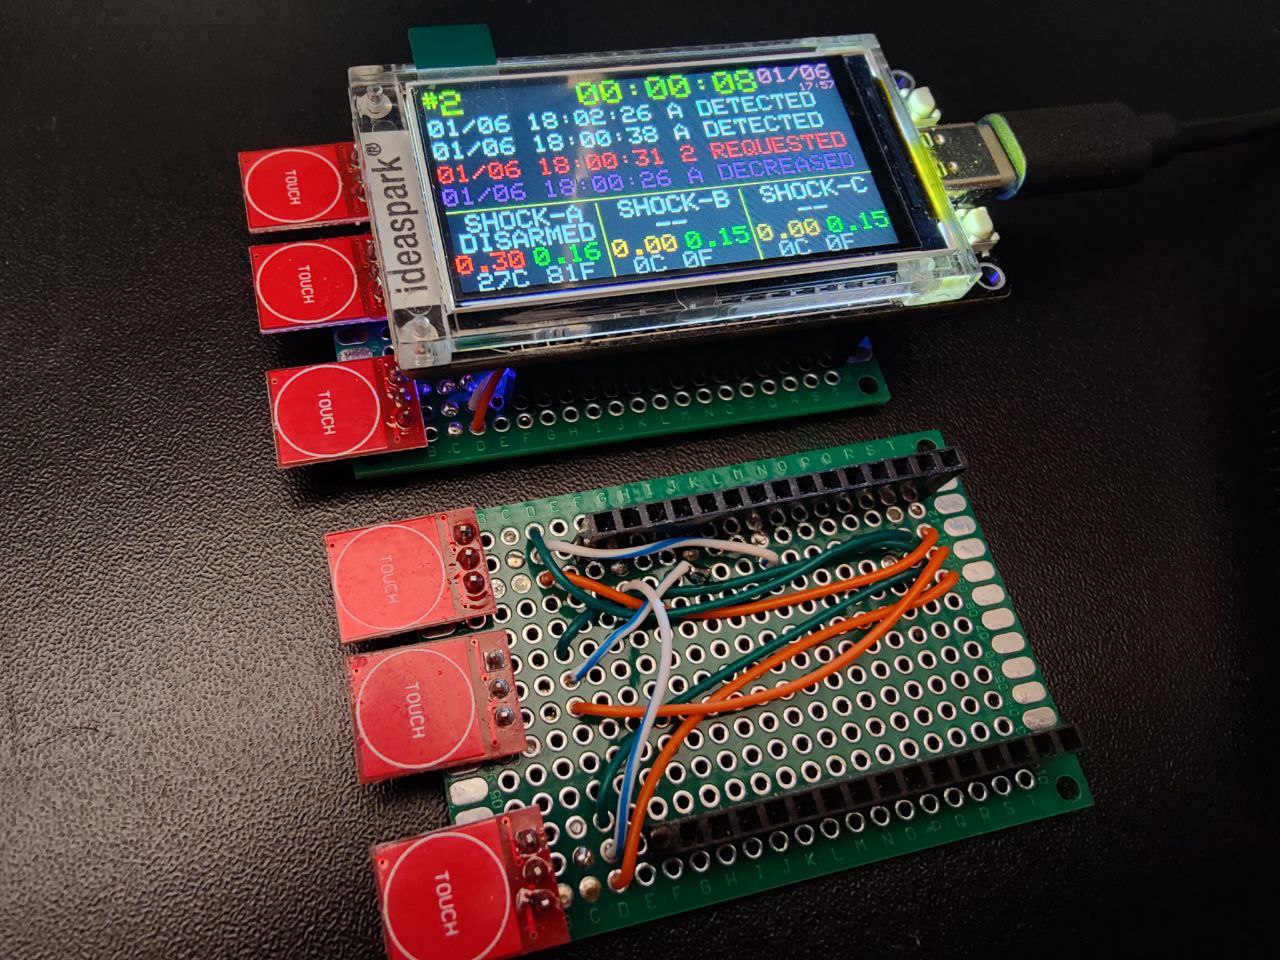 #2 00:00:08 01/06
17:57
01/06 18:02:26 A DETECTED
01/06 18:00:38 A DETECTED
01/06 18:00:31 2 REQUESTED
01/06 18:00:26 A DECREASED
SHOCK-A SHOCK-B SHOCK-C
DISARMED -- --
0.30 0.16 0.00 0.15 0.00 0.15
27C 81F 0C 0F 0C 0F
ideaspark®
TOUCH
TOUCH
TOUCH
B C D E F G H I J K L M N O P Q R S T
TOUCH
TOUCH
TOUCH
B C D E F G H I J K L M N O P Q R S T
C D E F G H I J K L M N O P Q R S T